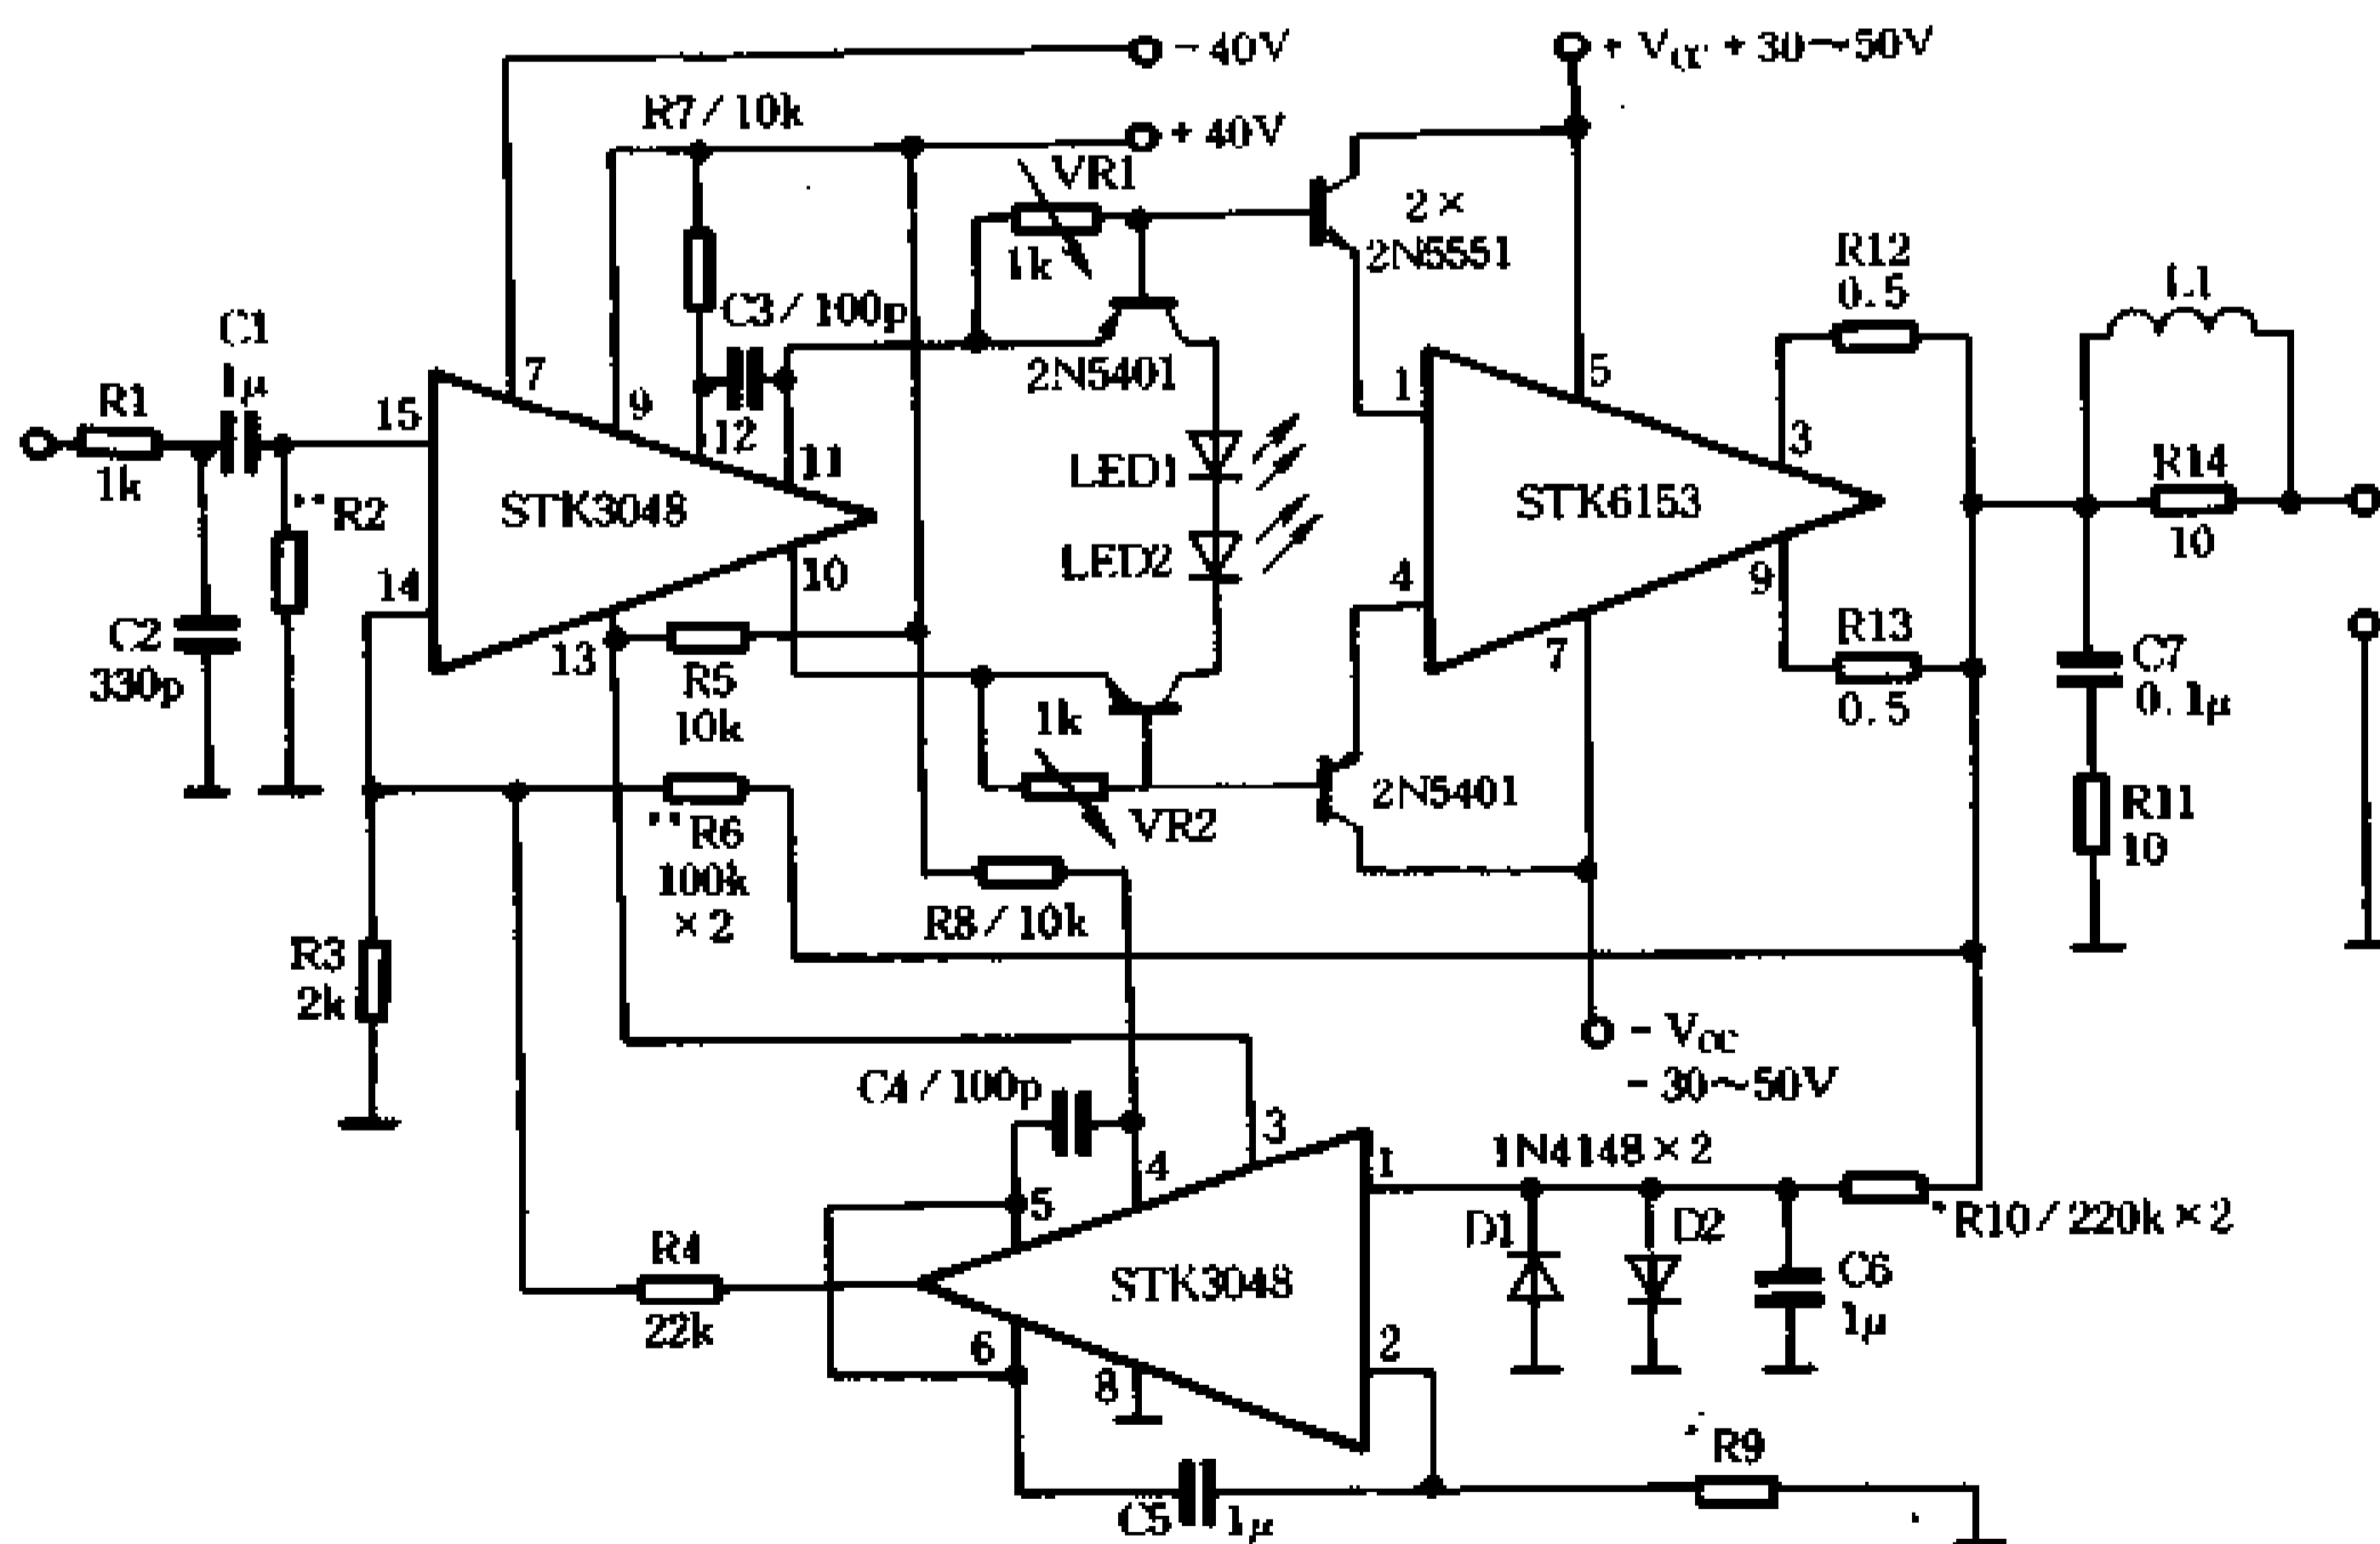 - 40V
+ VCC + 30~50V
R7/10k
+ 40V
VR1
1k
2×
2N5551
R12
0.5
L1
C1
1μ
C3/100p
2N5401
7
9
12
11
15
R1
1k
R2
STK3048
LED1
LED2
1
5
3
STK6153
R14
10
14
C2
330p
13
10
R5
10k
4
7
9
R13
0.5
C7
0.1μ
1k
VR2
2N5401
R6
100k
×2
R8/10k
R11
10
R3
2k
- VCC
- 30~50V
C4/100p
3
4
5
1
1N4148×2
D1
D2
*R10/220k×2
R4
22k
STK3048
C6
1μ
6
8
2
R9
C5
1μ